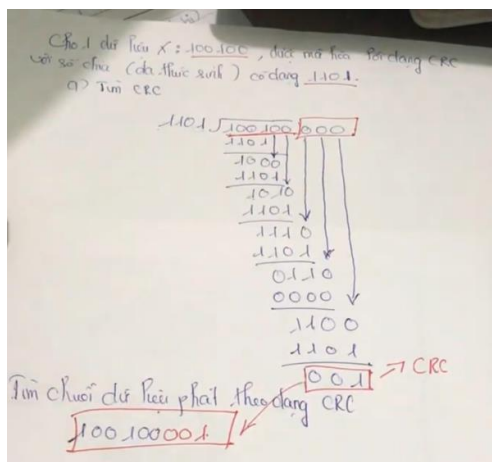 Cho 1 dữ liệu X: 100100, được mã hóa dạng CRC
với số chia (đa thức sinh) có dạng 1101.
a) Tìm CRC
1101 100100 000
1101
1000
1101
1010
1101
1110
1101
0110
0000
1100
1101
001 => CRC
Tìm chuỗi dữ liệu phát theo dạng CRC
100100001